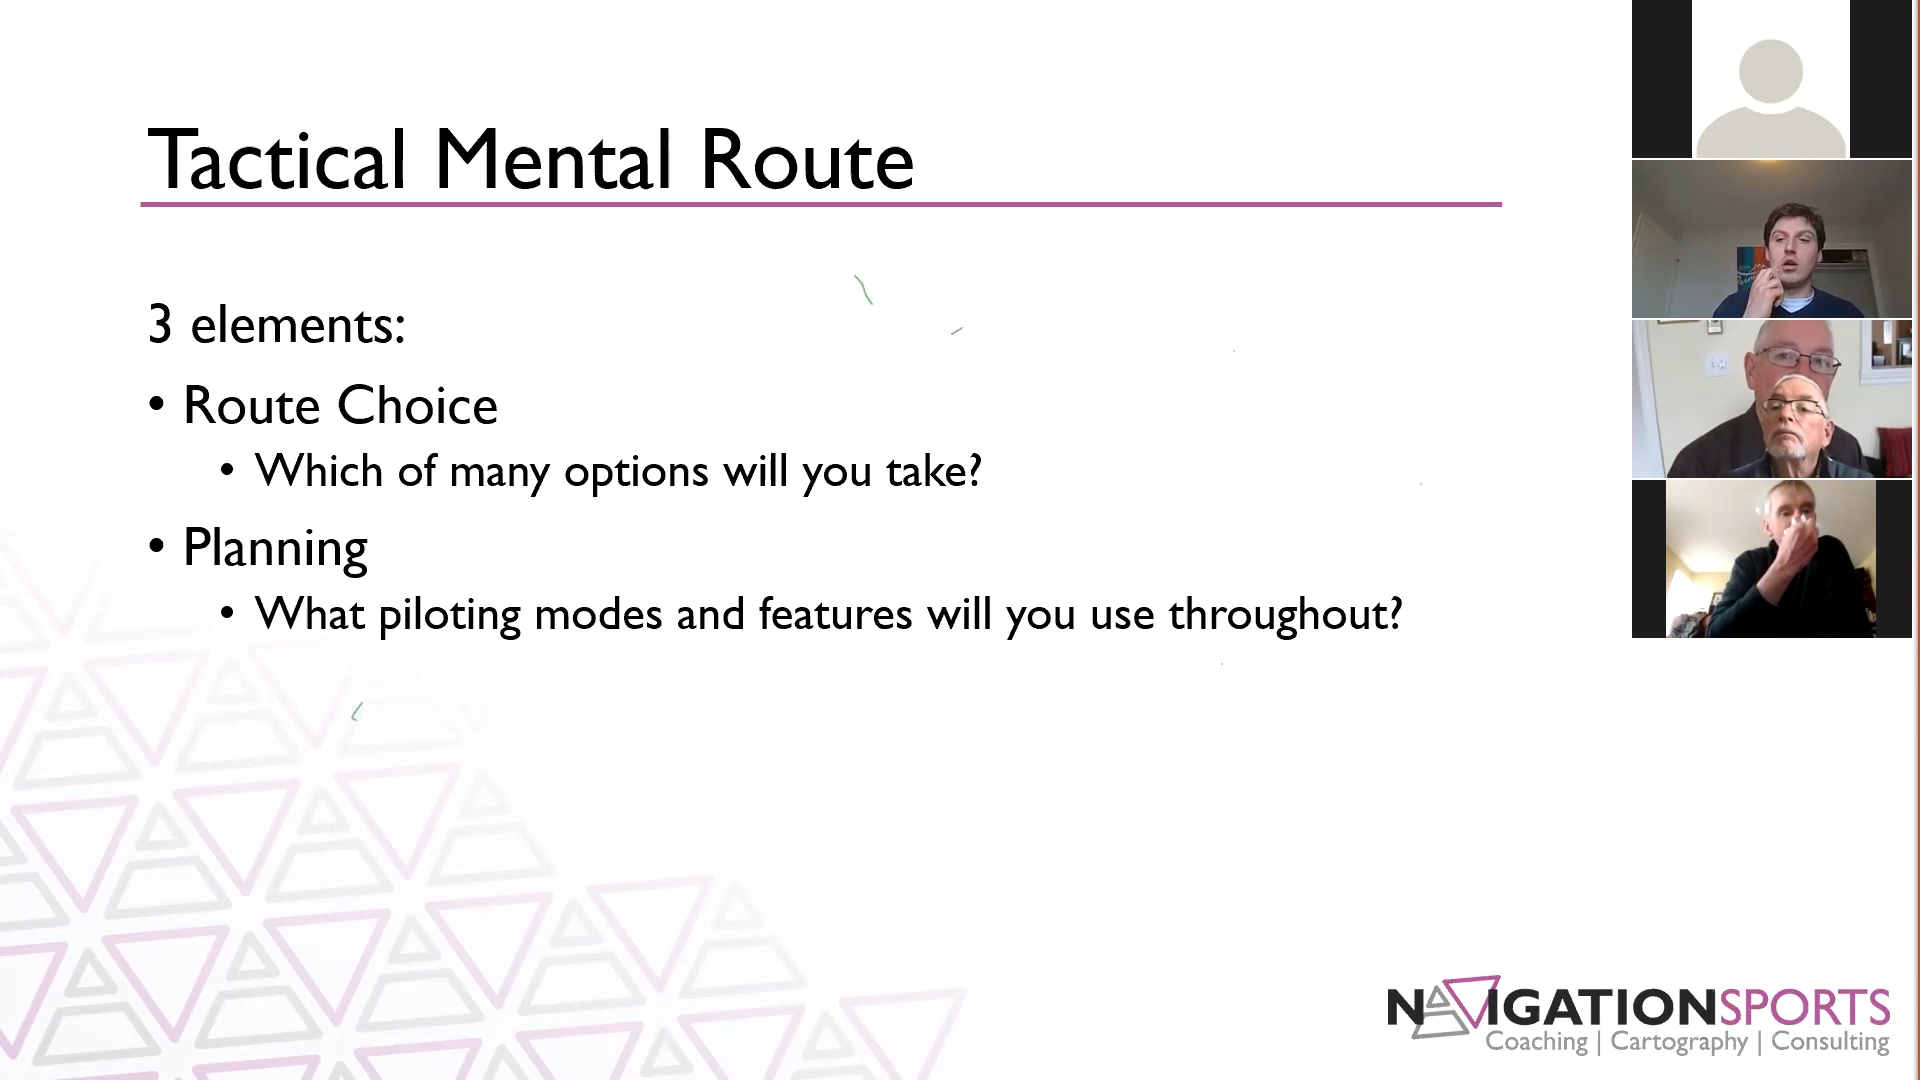 Tactical Mental Route
3 elements:
• Route Choice
• Which of many options will you take?
• Planning
• What piloting modes and features will you use throughout?
NAVIGATIONSPORTS
Coaching | Cartography | Consulting